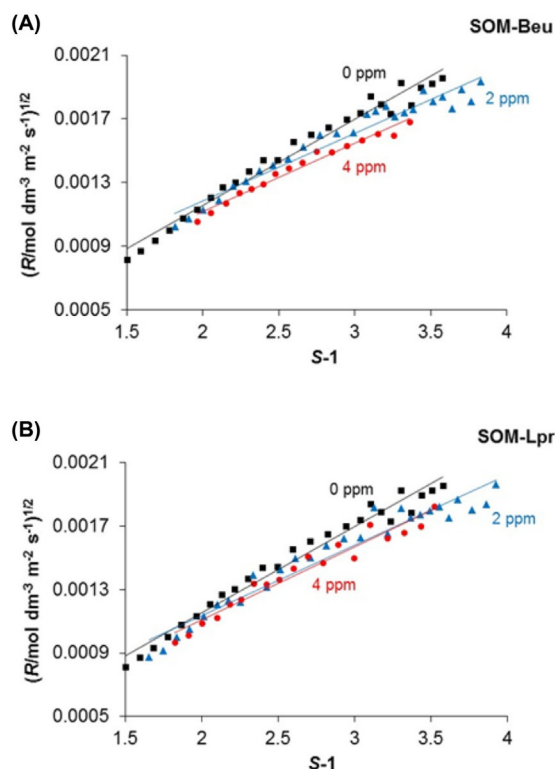 (A)
SOM-Beu
(R/mol dm-3 m-2 s-1)1/2
0.0021
0.0017
0.0013
0.0009
0.0005
0 ppm
2 ppm
4 ppm
1.5 2 2.5 3 3.5 4
S-1
(B)
SOM-Lpr
(R/mol dm-3 m-2 s-1)1/2
0.0021
0.0017
0.0013
0.0009
0.0005
0 ppm
2 ppm
4 ppm
1.5 2 2.5 3 3.5 4
S-1